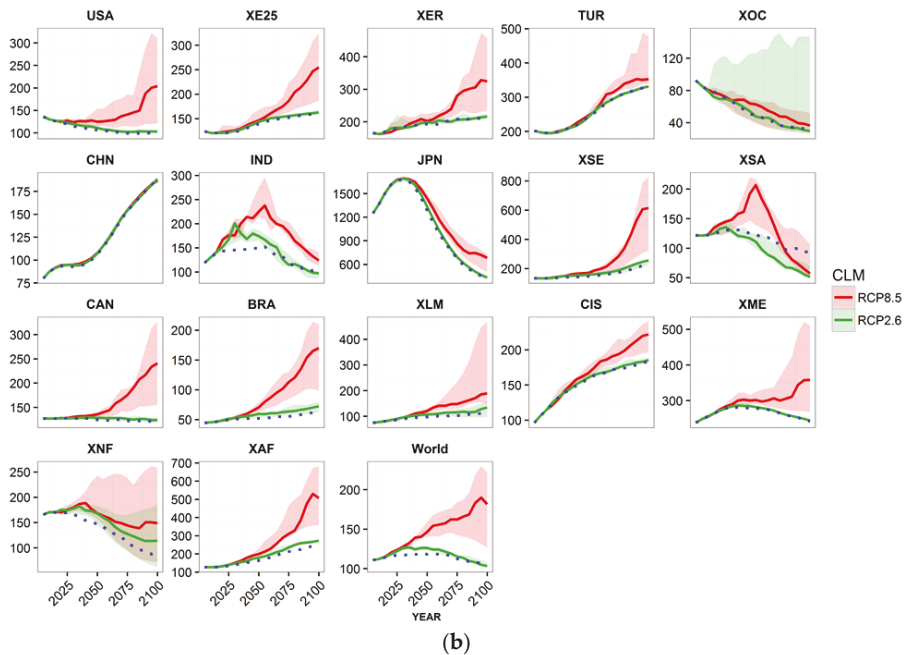 USA XE25 XER TUR XOC
300 250 200 150 100
300 250 200 150 100
400 300 200
400 300 200
120 80 40
CHN IND JPN XSE XSA
175 150 125 100 75
300 250 200 150 100
1500 1200 900 600
800 600 400 200
200 150 100 50
CLM
RCP8.5
RCP2.6
CAN BRA XLM CIS XME
300 250 200 150 100
200 150 100 50
400 300 200 100
200 150 100
500 400 300 200
XNF XAF World
250 200 150 100
700 600 500 400 300 200 100
200 150 100
2025 2050 2075 2100 2025 2050 2075 2100 2025 2050 2075 2100
YEAR
(b)